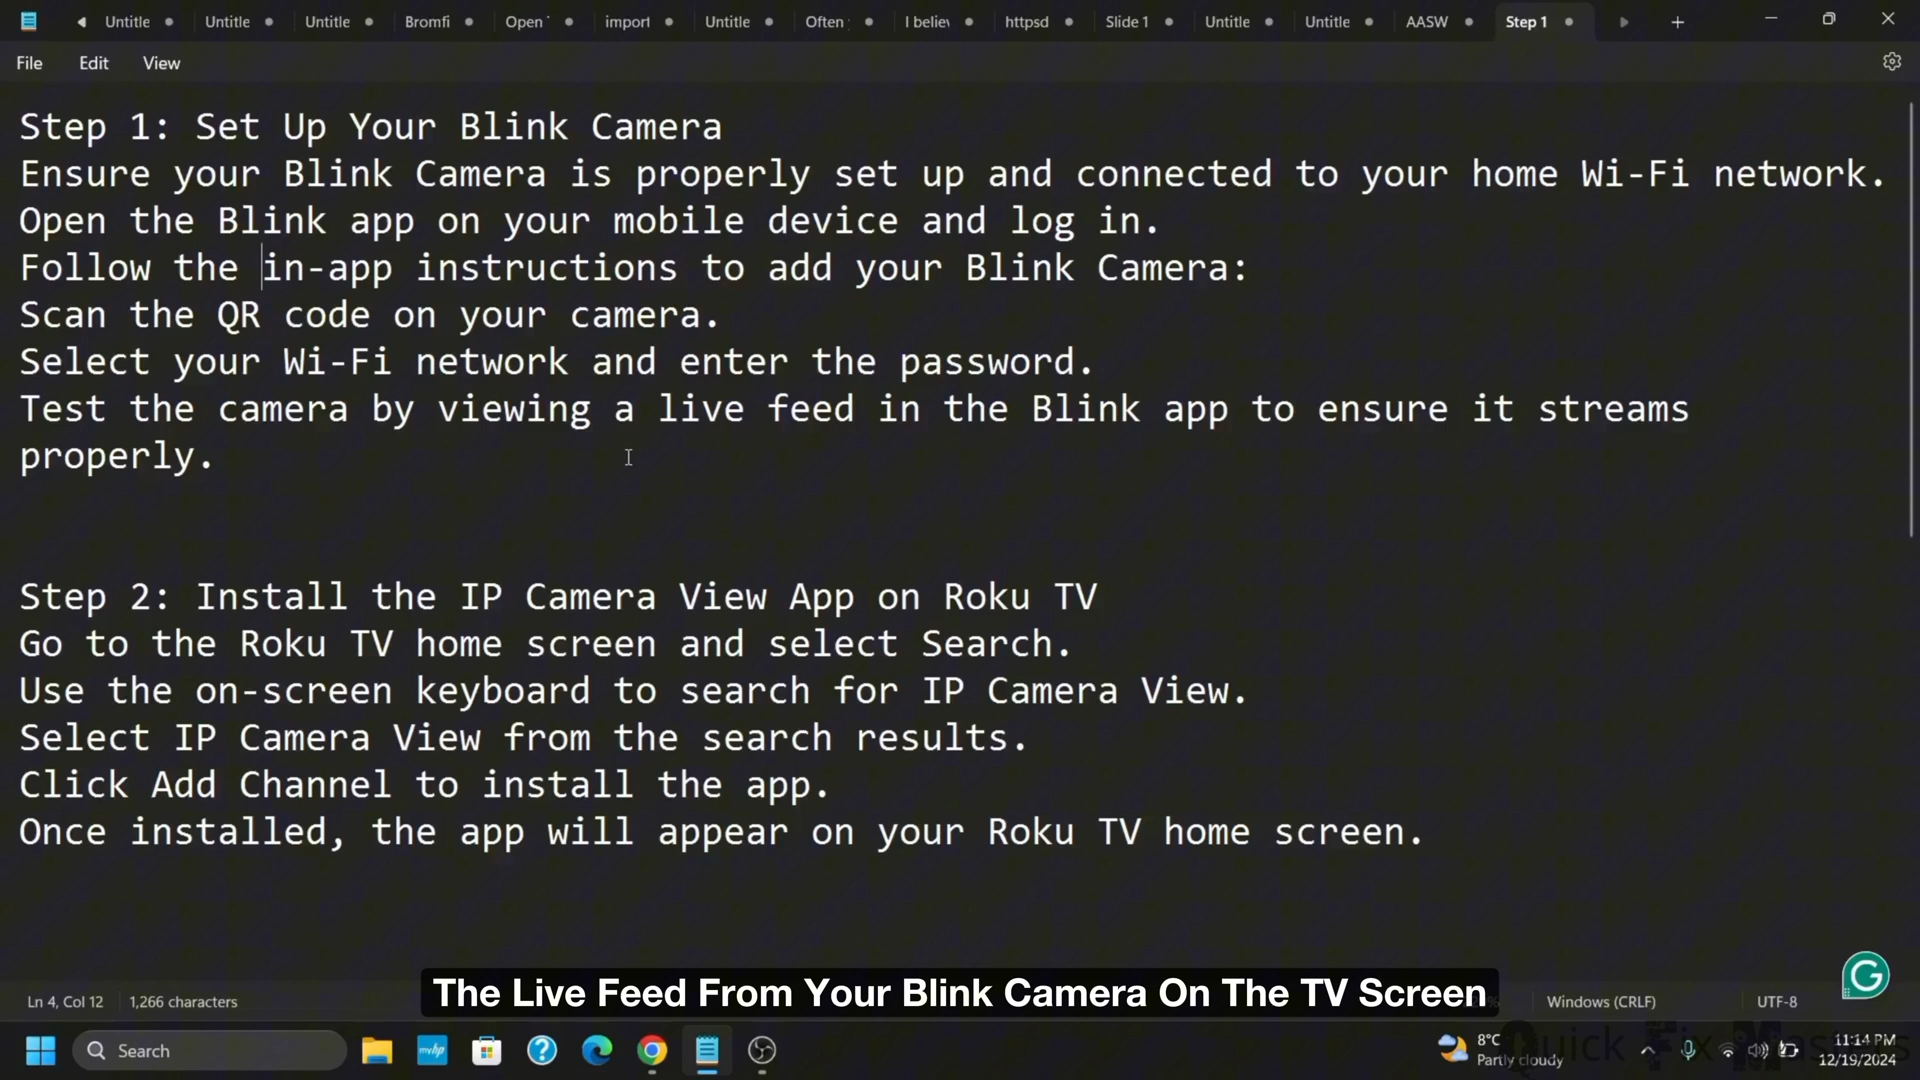 Untitle Untitle Untitle Bromfi Open import Untitle Often I believ httpsd Slide 1 Untitle Untitle AASW Step 1
File Edit View
Step 1: Set Up Your Blink Camera
Ensure your Blink Camera is properly set up and connected to your home Wi-Fi network.
Open the Blink app on your mobile device and log in.
Follow the in-app instructions to add your Blink Camera:
Scan the QR code on your camera.
Select your Wi-Fi network and enter the password.
Test the camera by viewing a live feed in the Blink app to ensure it streams
properly.
Step 2: Install the IP Camera View App on Roku TV
Go to the Roku TV home screen and select Search.
Use the on-screen keyboard to search for IP Camera View.
Select IP Camera View from the search results.
Click Add Channel to install the app.
Once installed, the app will appear on your Roku TV home screen.
The Live Feed From Your Blink Camera On The TV Screen
Ln 4, Col 12 1,266 characters Windows (CRLF) UTF-8
Search
8°C
Partly cloudy
Quick Fix
11:14 PM
12/19/2024